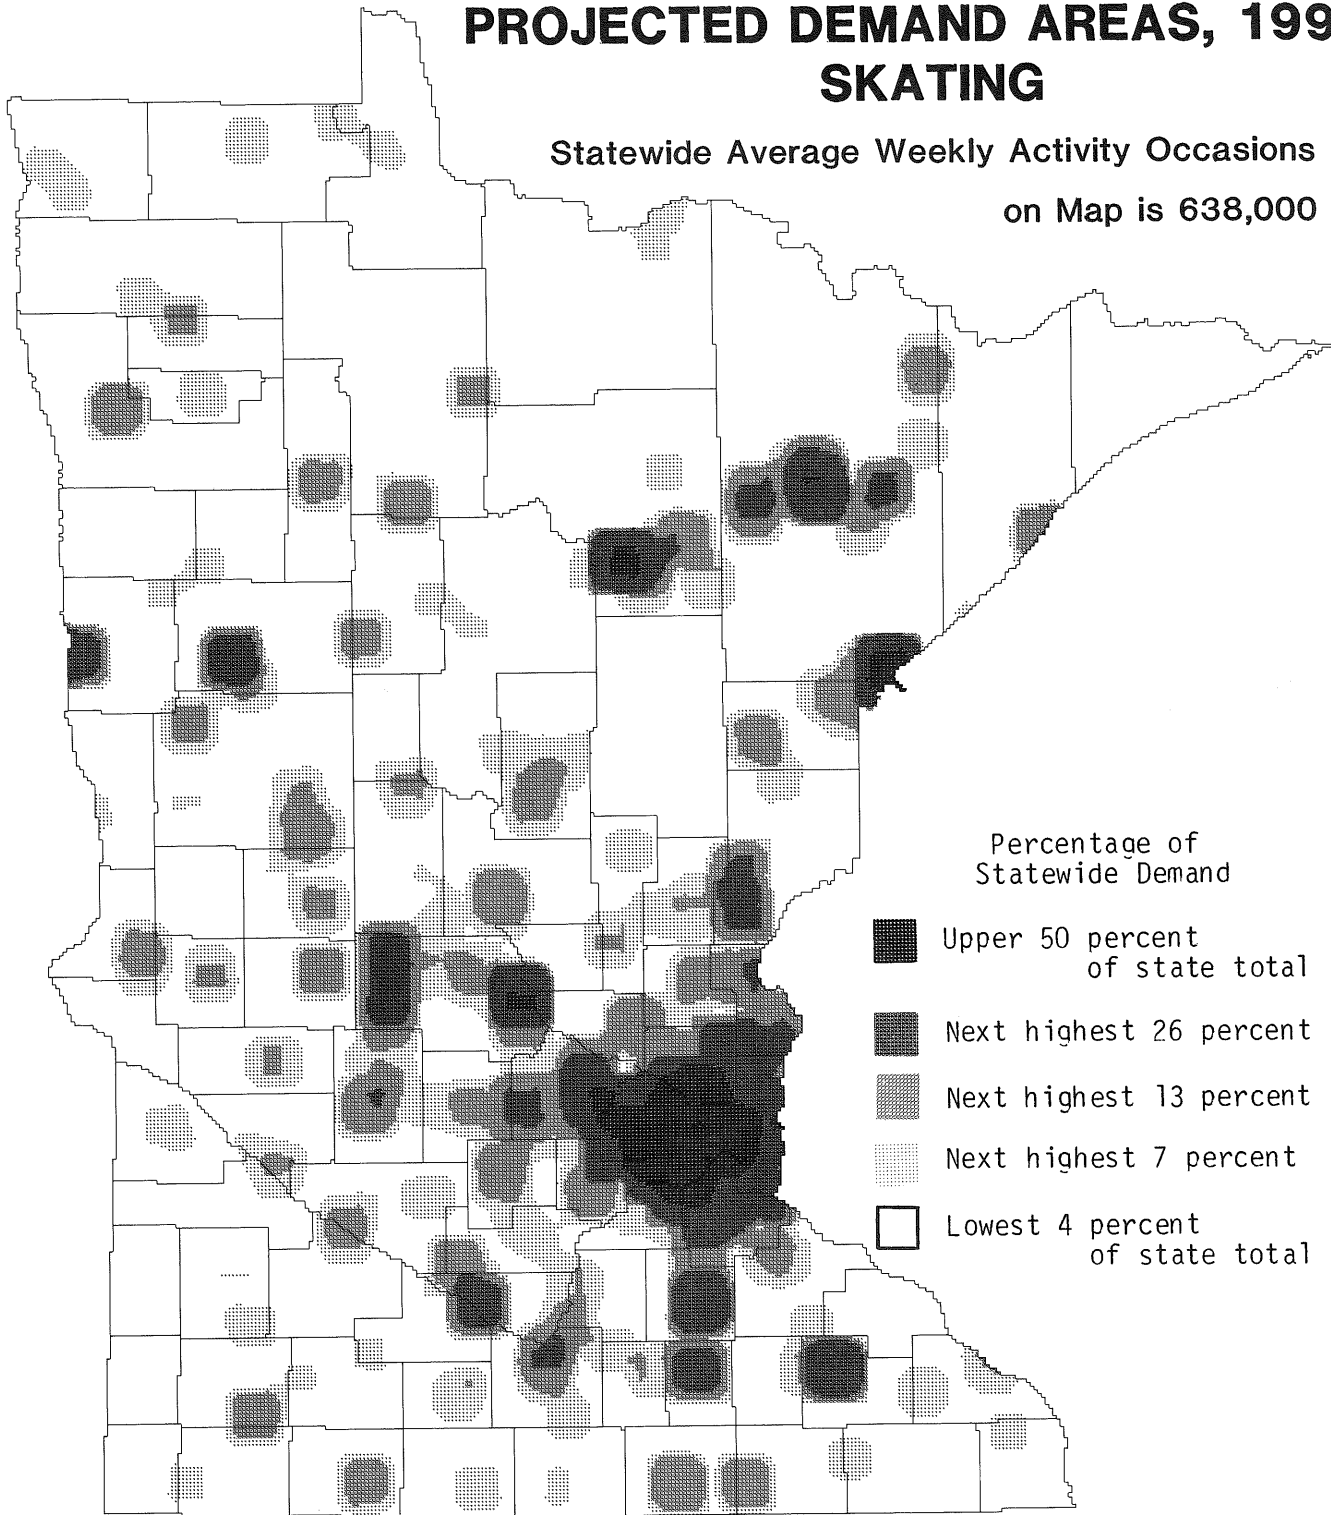 PROJECTED DEMAND AREAS, 199
SKATING
Statewide Average Weekly Activity Occasions
on Map is 638,000
Percentage of
Statewide Demand
Upper 50 percent
of state total
Next highest 26 percent
Next highest 13 percent
Next highest 7 percent
Lowest 4 percent
of state total